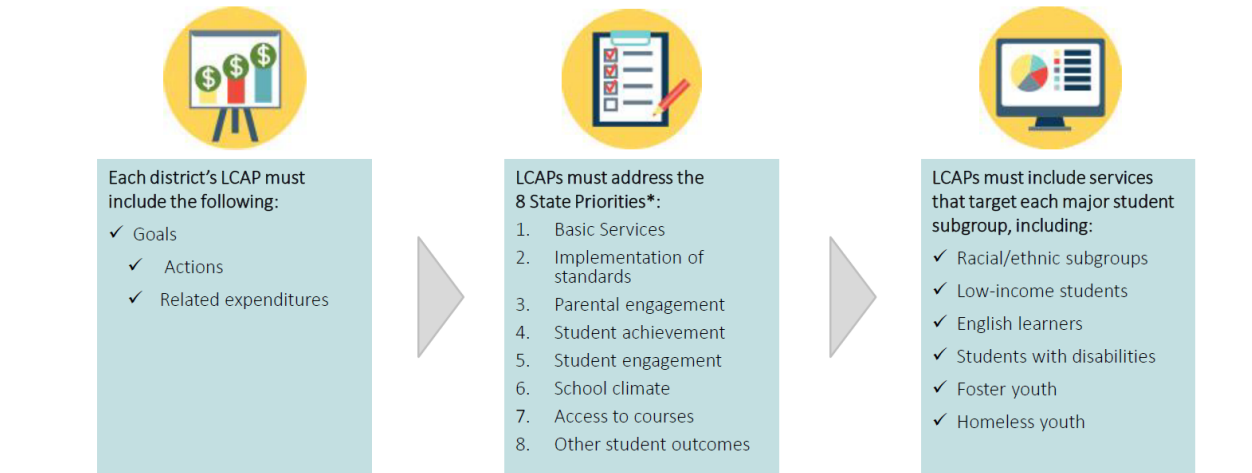 Each district's LCAP must
include the following:
✓ Goals
✓ Actions
✓ Related expenditures
LCAPs must address the
8 State Priorities*:
1. Basic Services
2. Implementation of
standards
3. Parental engagement
4. Student achievement
5. Student engagement
6. School climate
7. Access to courses
8. Other student outcomes
LCAPs must include services
that target each major student
subgroup, including:
✓ Racial/ethnic subgroups
✓ Low-income students
✓ English learners
✓ Students with disabilities
✓ Foster youth
✓ Homeless youth